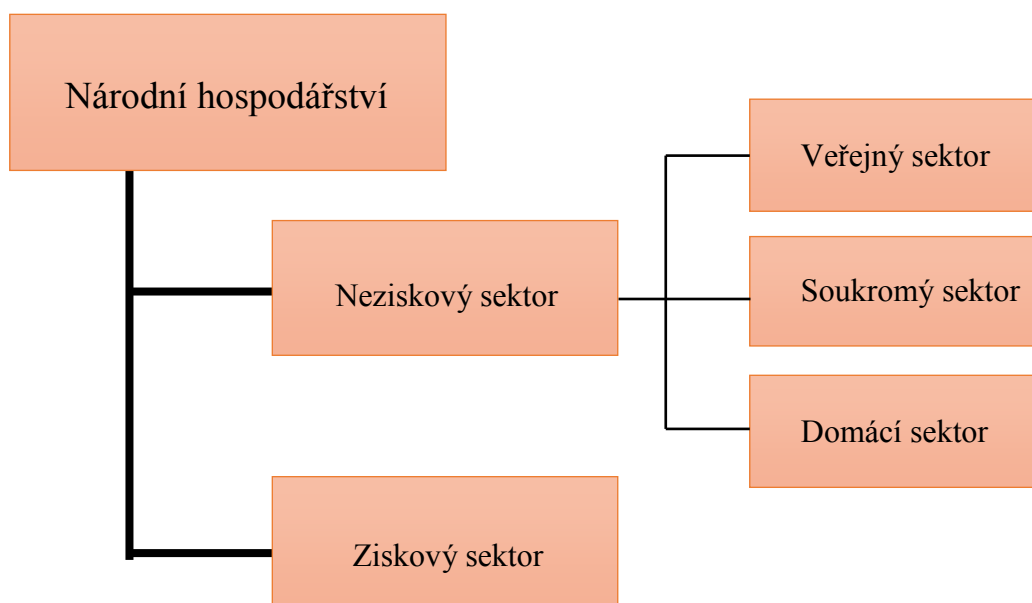 Národní hospodářství
Veřejný sektor
Neziskový sektor
Soukromý sektor
Domácí sektor
Ziskový sektor